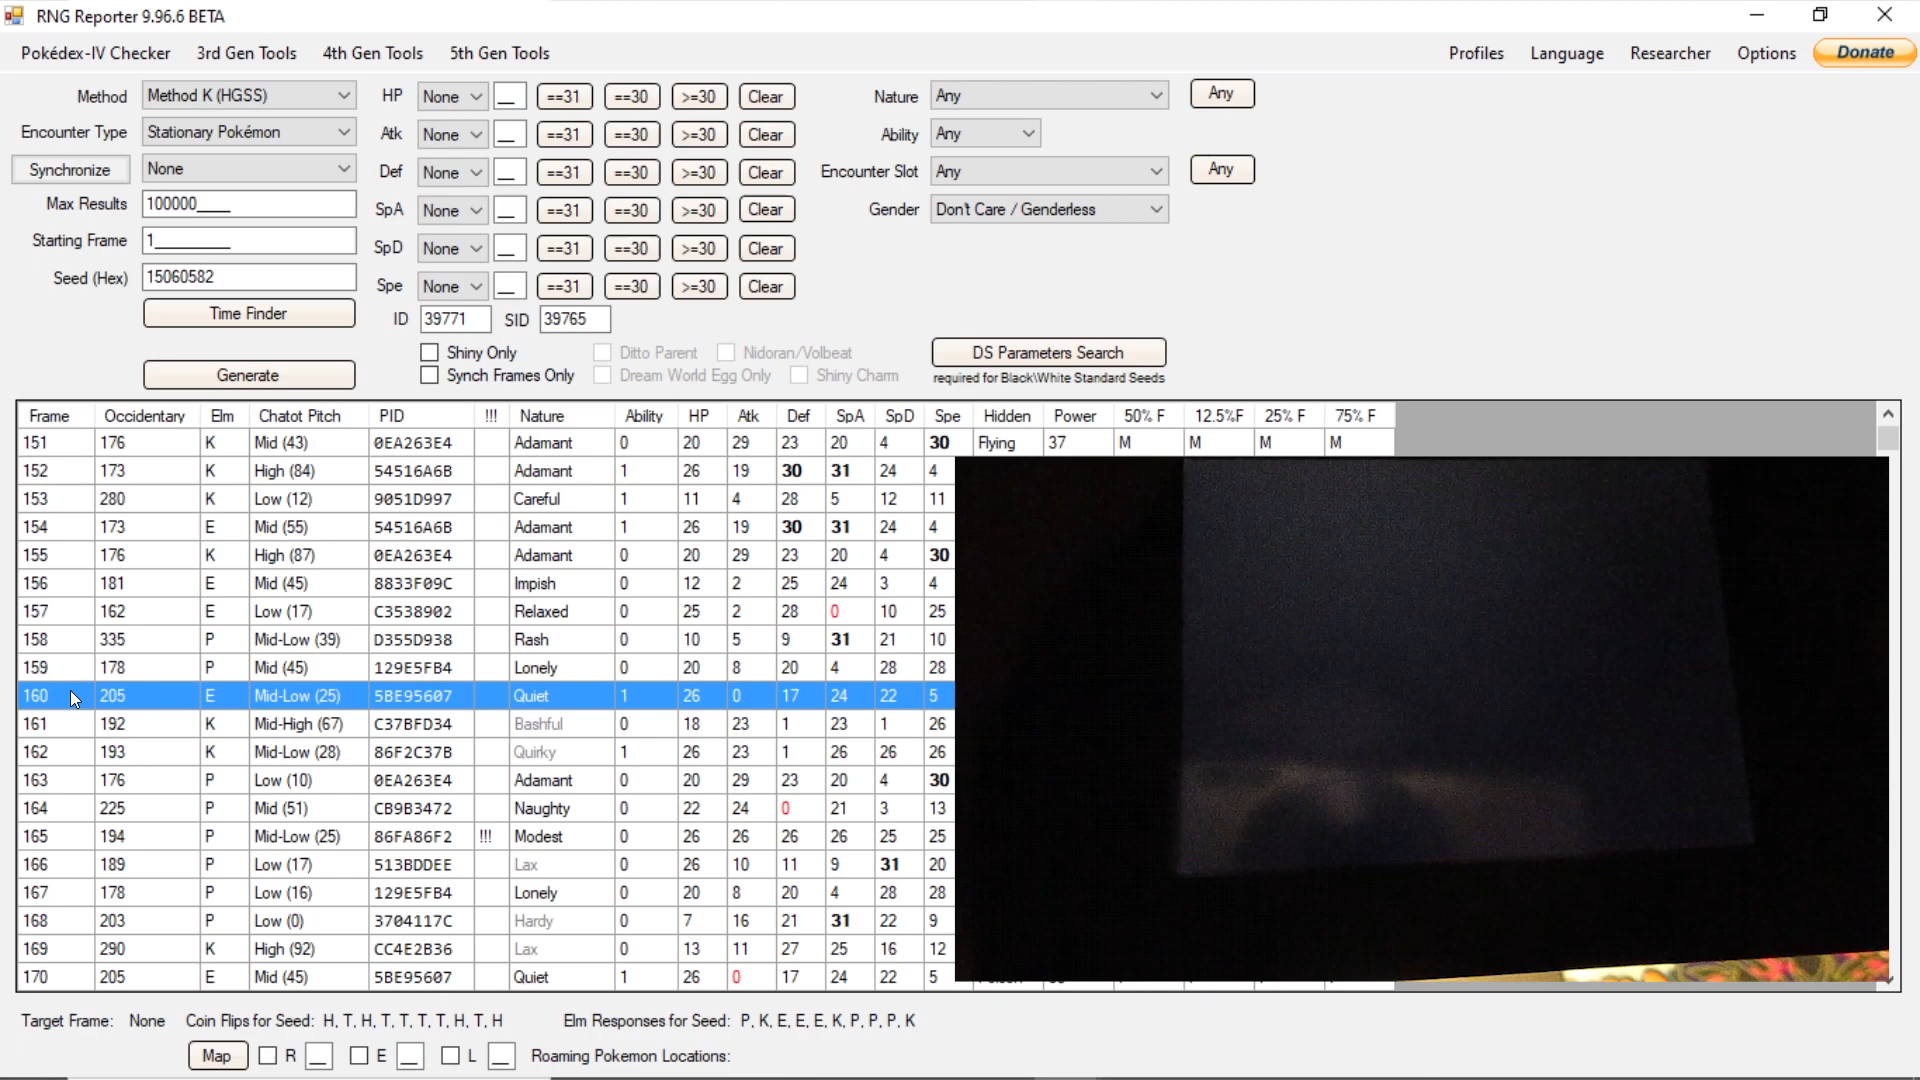 RNG Reporter 9.96.6 BETA
Pokédex-IV Checker 3rd Gen Tools 4th Gen Tools 5th Gen Tools Profiles Language Researcher Options Donate
Method Method K (HGSS) HP None __ ==31 ==30 >=30 Clear Nature Any Any
Encounter Type Stationary Pokémon Atk None __ ==31 ==30 >=30 Clear Ability Any
Synchronize None Def None __ ==31 ==30 >=30 Clear Encounter Slot Any Any
Max Results 100000____ SpA None __ ==31 ==30 >=30 Clear Gender Don't Care / Genderless
Starting Frame 1_________ SpD None __ ==31 ==30 >=30 Clear
Seed (Hex) 15060582 Spe None __ ==31 ==30 >=30 Clear
Time Finder ID 39771 SID 39765
Shiny Only Ditto Parent Nidoran/Volbeat DS Parameters Search
Generate Synch Frames Only Dream World Egg Only Shiny Charm required for Black\White Standard Seeds
Frame Occidentary Elm Chatot Pitch PID !!! Nature Ability HP Atk Def SpA SpD Spe Hidden Power 50% F 12.5%F 25% F 75% F
151 176 K Mid (43) 0EA263E4 Adamant 0 20 29 23 20 4 30 Flying 37 M M M M
152 173 K High (84) 54516A6B Adamant 1 26 19 30 31 24 4
153 280 K Low (12) 9051D997 Careful 1 11 4 28 5 12 11
154 173 E Mid (55) 54516A6B Adamant 1 26 19 30 31 24 4
155 176 K High (87) 0EA263E4 Adamant 0 20 29 23 20 4 30
156 181 E Mid (45) 8833F09C Impish 0 12 2 25 24 3 4
157 162 E Low (17) C3538902 Relaxed 0 25 2 28 0 10 25
158 335 P Mid-Low (39) D355D938 Rash 0 10 5 9 31 21 10
159 178 P Mid (45) 129E5FB4 Lonely 0 20 8 20 4 28 28
160 205 E Mid-Low (25) 5BE95607 Quiet 1 26 0 17 24 22 5
161 192 K Mid-High (67) C37BFD34 Bashful 0 18 23 1 23 1 26
162 193 K Mid-Low (28) 86F2C37B Quirky 1 26 23 1 26 26 26
163 176 P Low (10) 0EA263E4 Adamant 0 20 29 23 20 4 30
164 225 P Mid (51) CB9B3472 Naughty 0 22 24 0 21 3 13
165 194 P Mid-Low (25) 86FA86F2 !!! Modest 0 26 26 26 26 25 25
166 189 P Low (17) 513BDDEE Lax 0 26 10 11 9 31 20
167 178 P Low (16) 129E5FB4 Lonely 0 20 8 20 4 28 28
168 203 P Low (0) 3704117C Hardy 0 7 16 21 31 22 9
169 290 K High (92) CC4E2B36 Lax 0 13 11 27 25 16 12
170 205 E Mid (45) 5BE95607 Quiet 1 26 0 17 24 22 5
Target Frame: None Coin Flips for Seed: H, T, H, T, T, T, T, H, T, H Elm Responses for Seed: P, K, E, E, E, K, P, P, P, K
Map R __ E __ L __ Roaming Pokemon Locations: